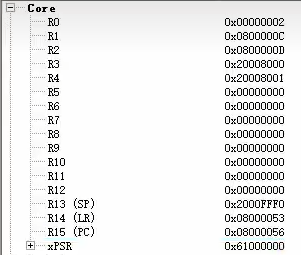 Core
R0 0x00000002
R1 0x0800000C
R2 0x0800000D
R3 0x20008000
R4 0x20008001
R5 0x00000000
R6 0x00000000
R7 0x00000000
R8 0x00000000
R9 0x00000000
R10 0x00000000
R11 0x00000000
R12 0x00000000
R13 (SP) 0x2000FFF0
R14 (LR) 0x08000053
R15 (PC) 0x08000056
xPSR 0x61000000